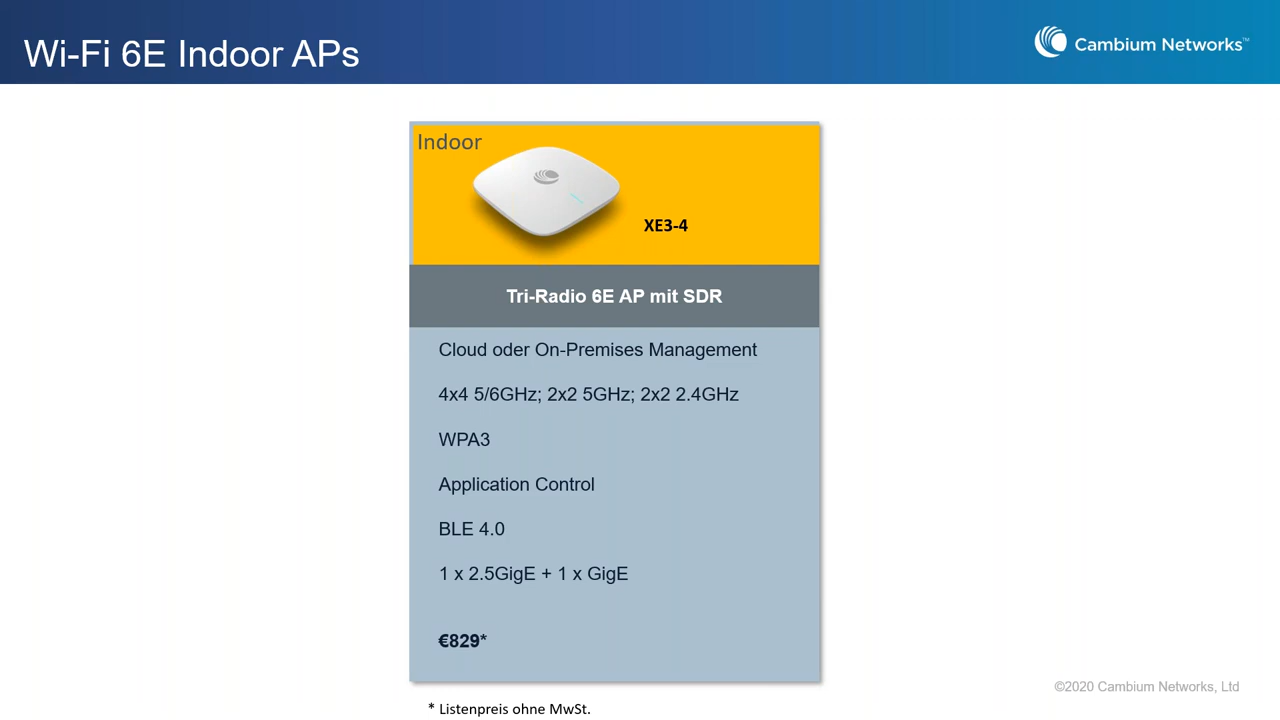 Wi-Fi 6E Indoor APs
Cambium Networks™
Indoor
XE3-4
Tri-Radio 6E AP mit SDR
Cloud oder On-Premises Management
4x4 5/6GHz; 2x2 5GHz; 2x2 2.4GHz
WPA3
Application Control
BLE 4.0
1 x 2.5GigE + 1 x GigE
€829*
©2020 Cambium Networks, Ltd
* Listenpreis ohne MwSt.